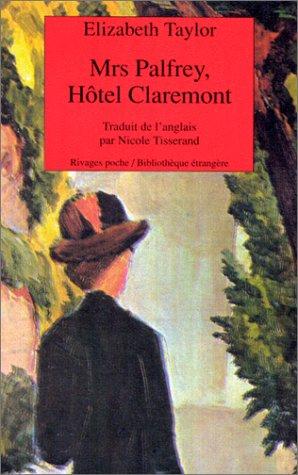 Elizabeth Taylor
Mrs Palfrey,
Hôtel Claremont
Traduit de l'anglais
par Nicole Tisserand
Rivages poche / Bibliothèque étrangère